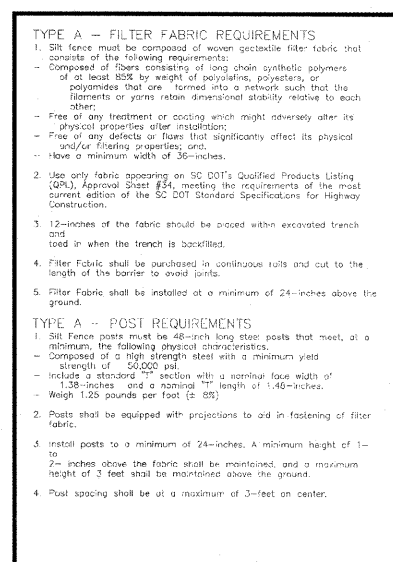 TYPE A - FILTER FABRIC REQUIREMENTS
1. Silt fence must be composed of woven geotextile filter fabric that
consists of the following requirements:
- Composed of fibers consisting of long chain synthetic polymers
of at least 85% by weight of polyolefins, polyesters, or
polyamides that are formed into a network such that the
filaments or yarns retain dimensional stability relative to each
other;
- Free of any treatment or coating which might adversely alter its
physical properties after installation;
- Free of any defects or flaws that significantly affect its physical
and/or filtering properties; and,
- Have a minimum width of 36-inches.
2. Use only fabric appearing on SC DOT's Qualified Products Listing
(QPL), Approval Sheet #34, meeting the requirements of the most
current edition of the SC DOT Standard Specifications for Highway
Construction.
3. 12-inches of the fabric should be placed within excavated trench
and
toed in when the trench is backfilled.
4. Filter Fabric shall be purchased in continuous rolls and cut to the
length of the barrier to avoid joints.
5. Filter Fabric shall be installed at a minimum of 24-inches above the
ground.
TYPE A - POST REQUIREMENTS
1. Silt Fence posts must be 48-inch long steel posts that meet, at a
minimum, the following physical characteristics.
- Composed of a high strength steel with a minimum yield
strength of 50,000 psi.
- Include a standard "T" section with a nominal face width of
1.38-inches and a nominal "T" length of 1.48-inches.
- Weigh 1.25 pounds per foot (± 8%)
2. Posts shall be equipped with projections to aid in fastening of filter
fabric.
3. Install posts to a minimum of 24-inches. A minimum height of 1-
to
2- inches above the fabric shall be maintained, and a maximum
height of 3 feet shall be maintained above the ground.
4. Post spacing shall be at a maximum of 3-feet on center.